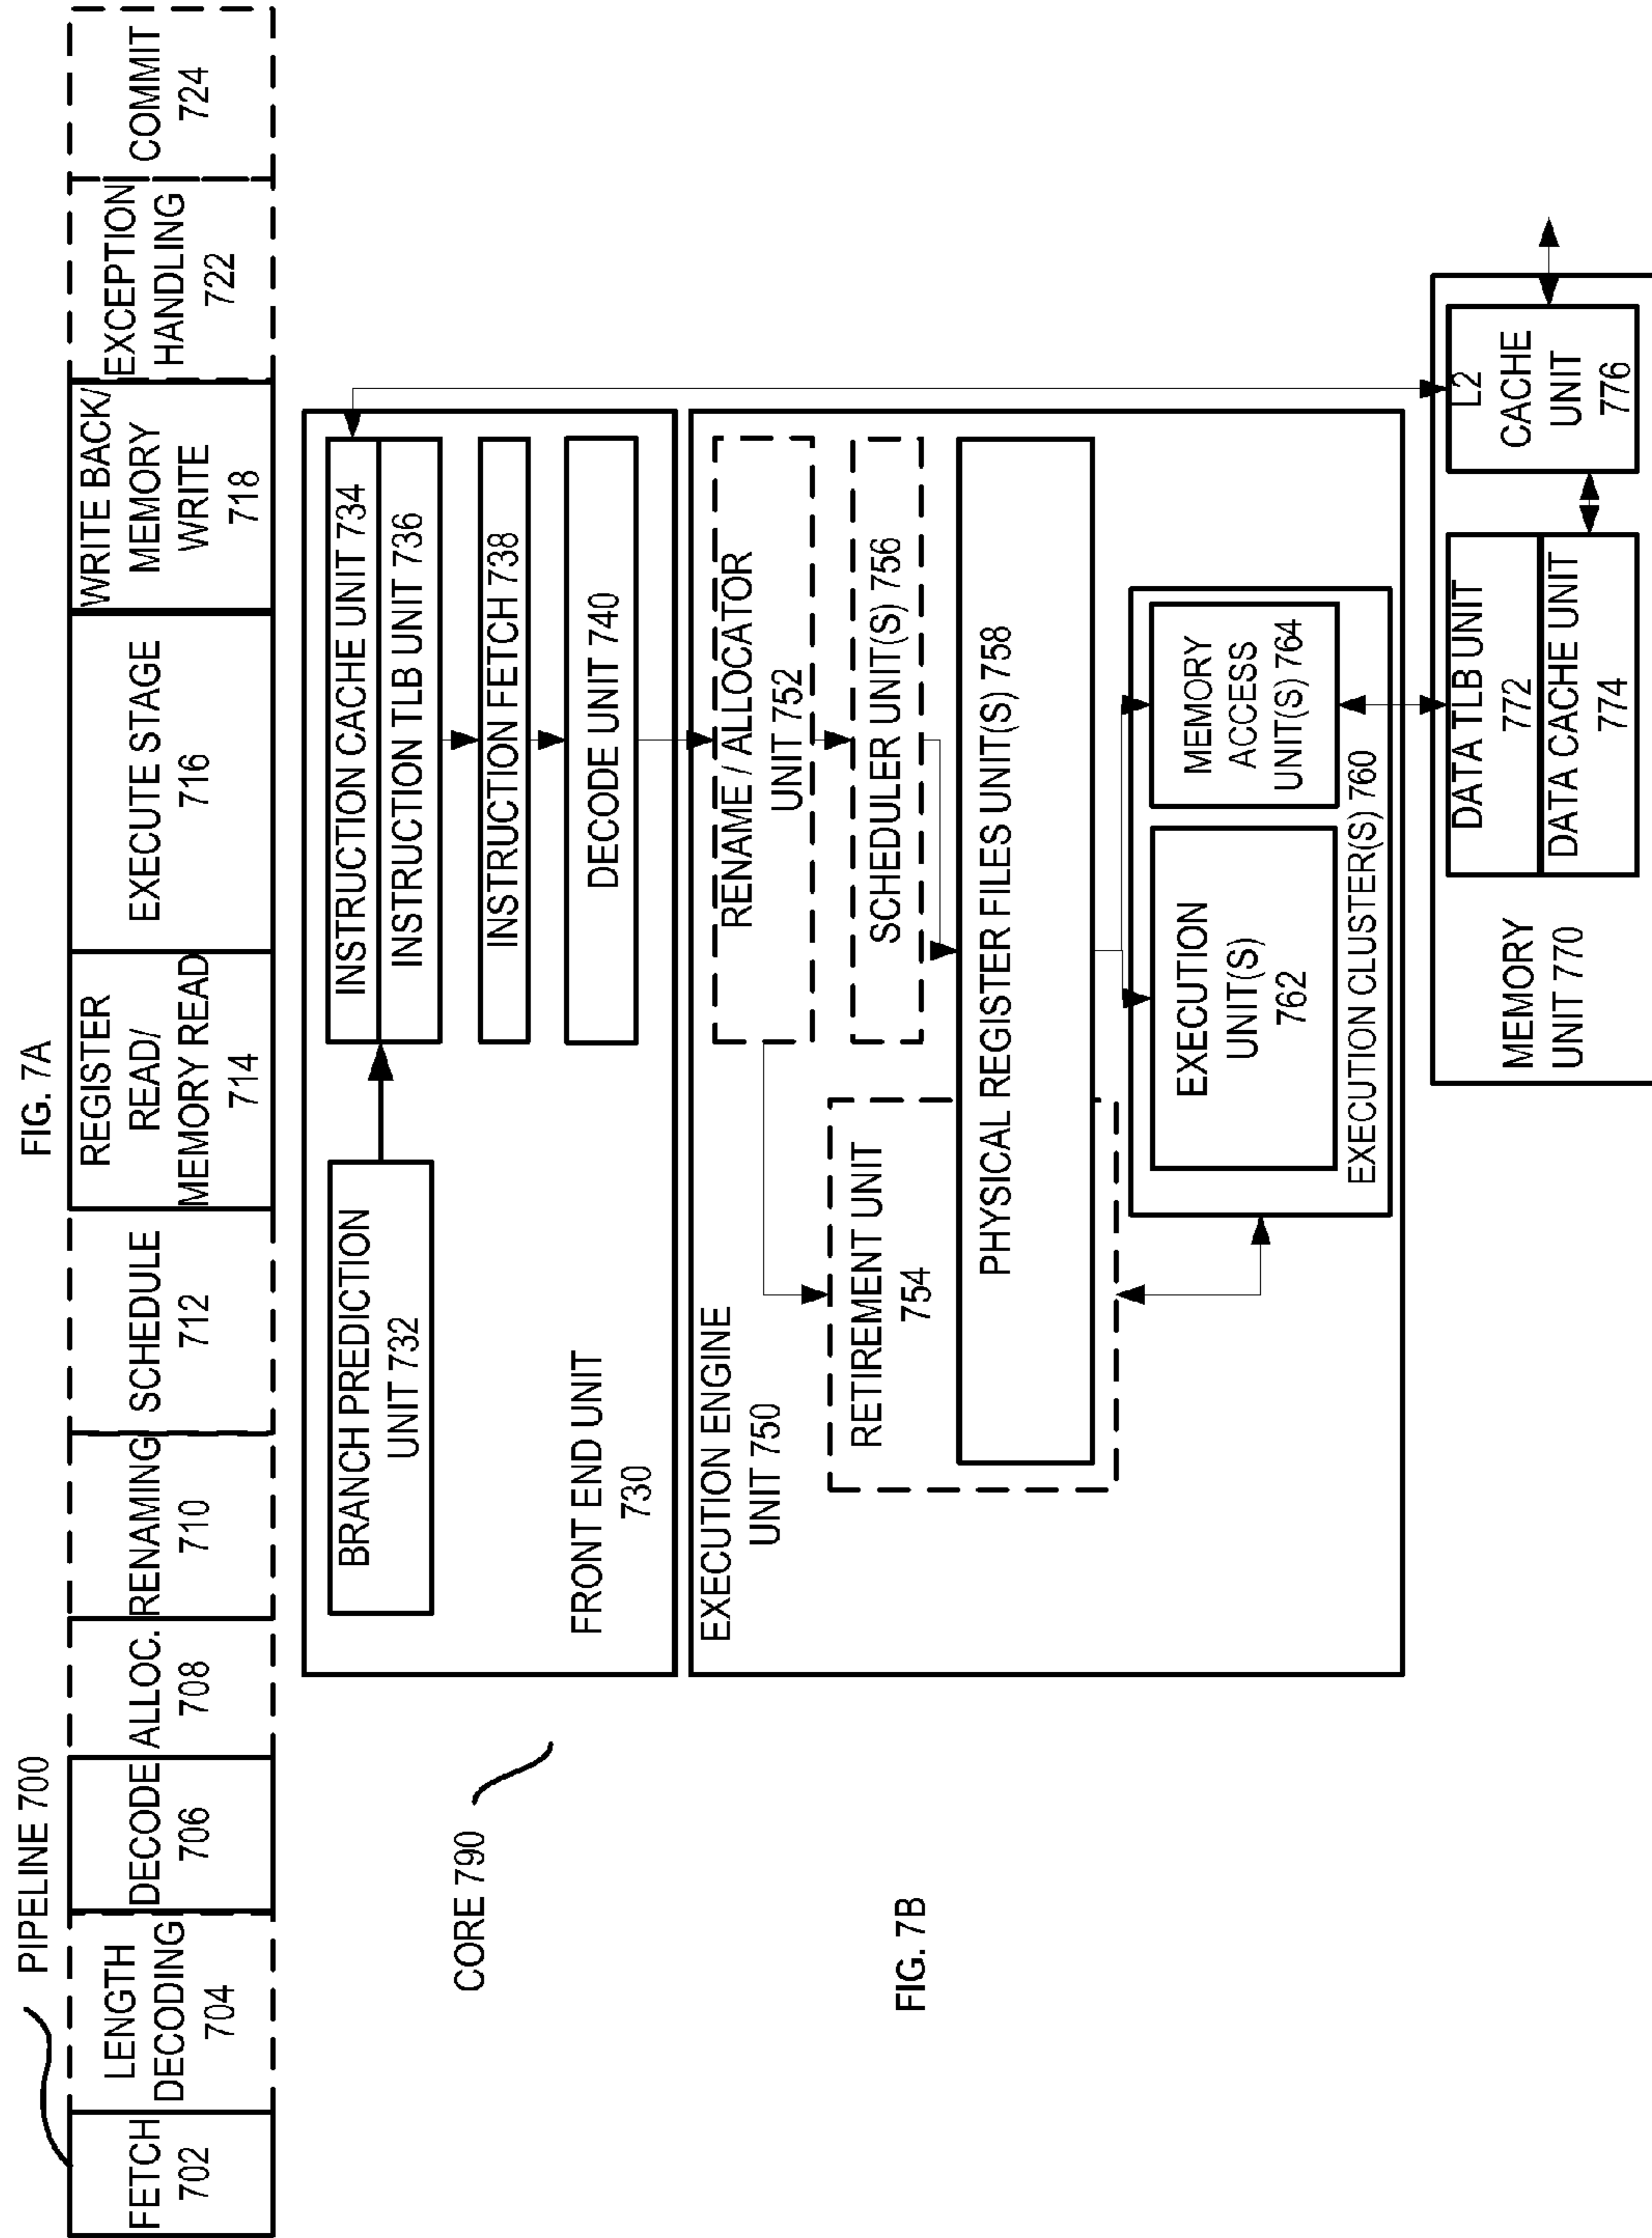 FIG. 7A
PIPELINE 700
FETCH
702
LENGTH
DECODING
704
DECODE
706
ALLOC.
708
RENAMING
710
SCHEDULE
712
REGISTER
READ/
MEMORY READ
714
EXECUTE STAGE
716
WRITE BACK/
MEMORY
WRITE
718
EXCEPTION
HANDLING
722
COMMIT
724
CORE 790
BRANCH PREDICTION
UNIT 732
INSTRUCTION CACHE UNIT 734
INSTRUCTION TLB UNIT 736
INSTRUCTION FETCH 738
DECODE UNIT 740
FRONT END UNIT
730
EXECUTION ENGINE
UNIT 750
RENAME / ALLOCATOR
UNIT 752
SCHEDULER UNIT(S) 756
RETIREMENT UNIT
754
PHYSICAL REGISTER FILES UNIT(S) 758
EXECUTION
UNIT(S)
762
MEMORY
ACCESS
UNIT(S) 764
EXECUTION CLUSTER(S) 760
FIG. 7B
MEMORY
UNIT 770
DATA TLB UNIT
772
DATA CACHE UNIT
774
L2
CACHE
UNIT
776